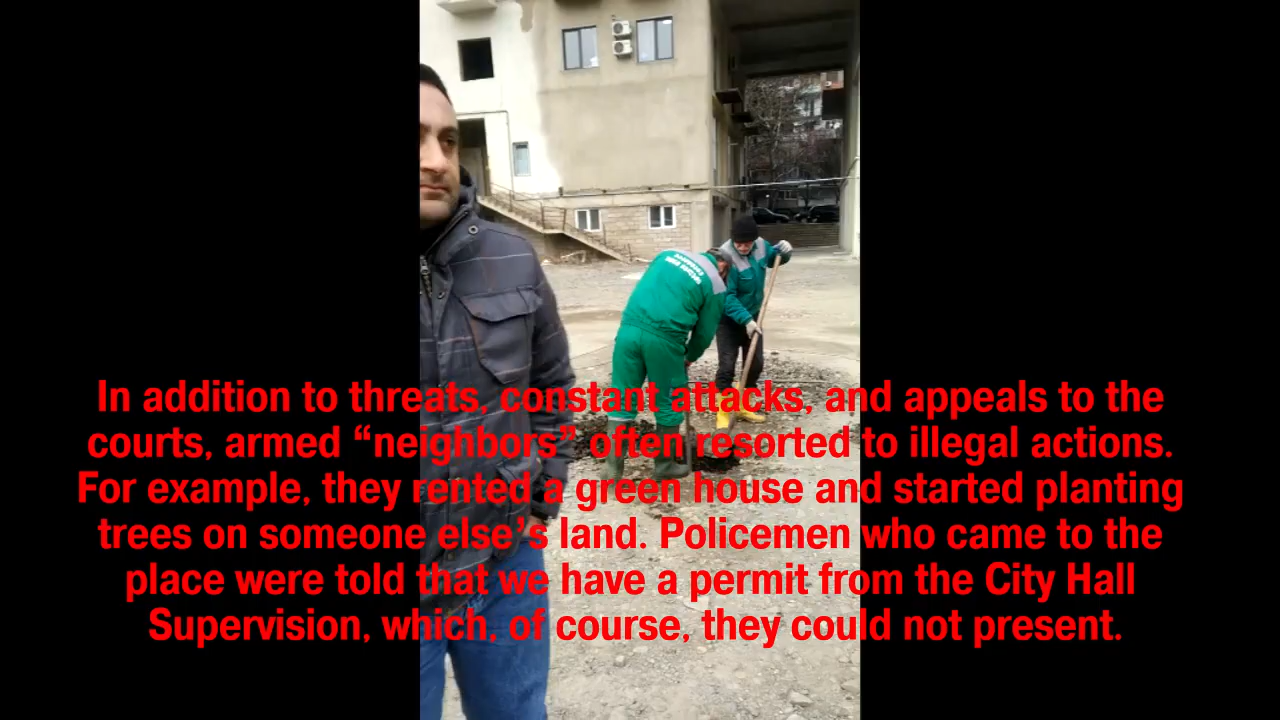 In addition to threats, constant attacks, and appeals to the
courts, armed “neighbors” often resorted to illegal actions.
For example, they rented a green house and started planting
trees on someone else’s land. Policemen who came to the
place were told that we have a permit from the City Hall
Supervision, which, of course, they could not present.